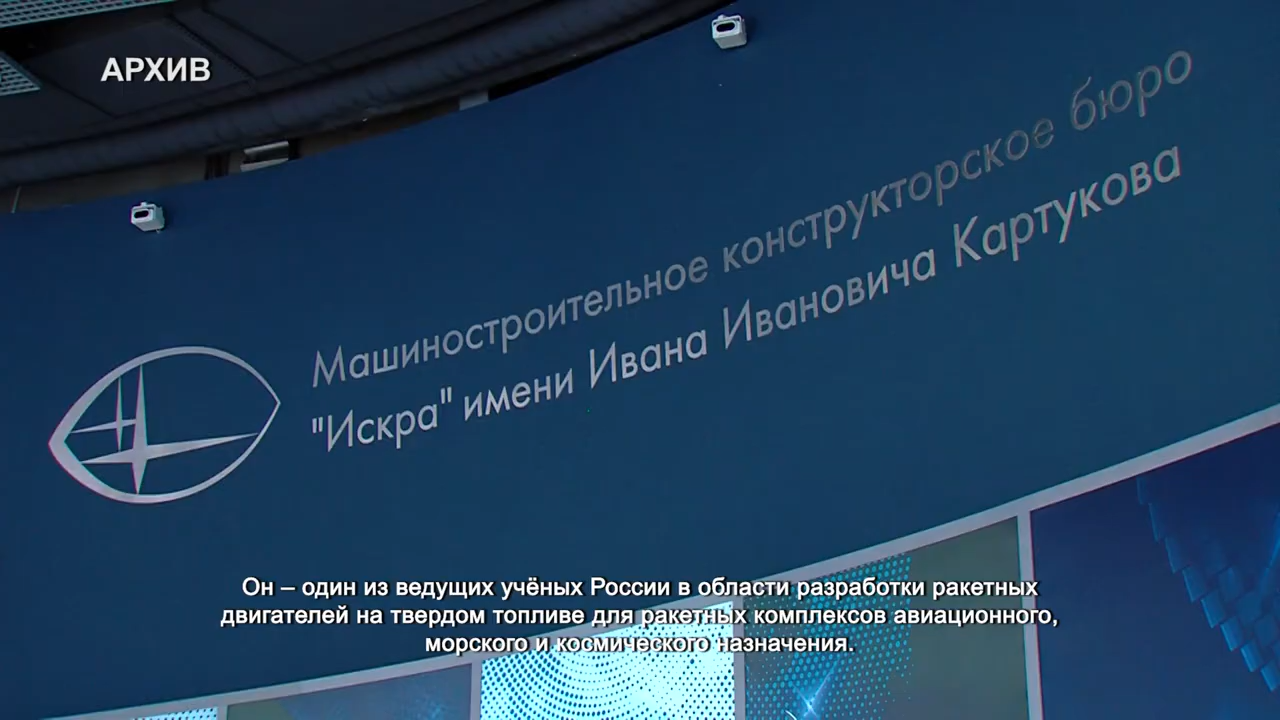 АРХИВ
Машиностроительное конструкторское бюро
"Искра" имени Ивана Ивановича Картукова
Он – один из ведущих учёных России в области разработки ракетных
двигателей на твердом топливе для ракетных комплексов авиационного,
морского и космического назначения.